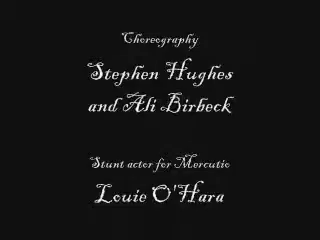 Choreography
Stephen Hughes
and Ali Birbeck
Stunt actor for Mercutio
Louie O'Hara